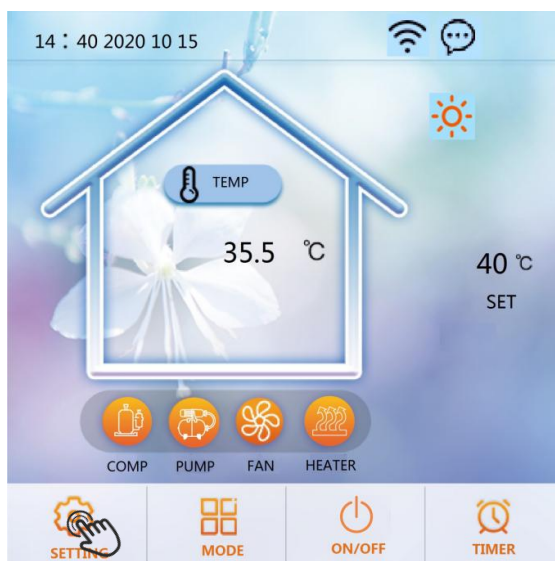 14：40 2020 10 15
TEMP
35.5 ℃
40 ℃
SET
COMP PUMP FAN HEATER
SETTING MODE ON/OFF TIMER